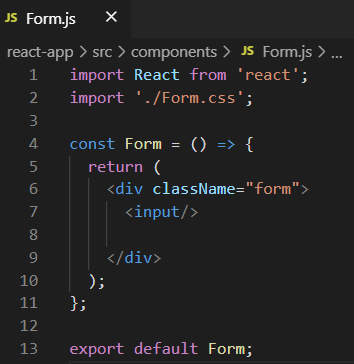 JS Form.js ×
react-app > src > components > JS Form.js > ...
1 import React from 'react';
2 import './Form.css';
3
4 const Form = () => {
5   return (
6     <div className="form">
7       <input/>
8
9     </div>
10   );
11 };
12
13 export default Form;